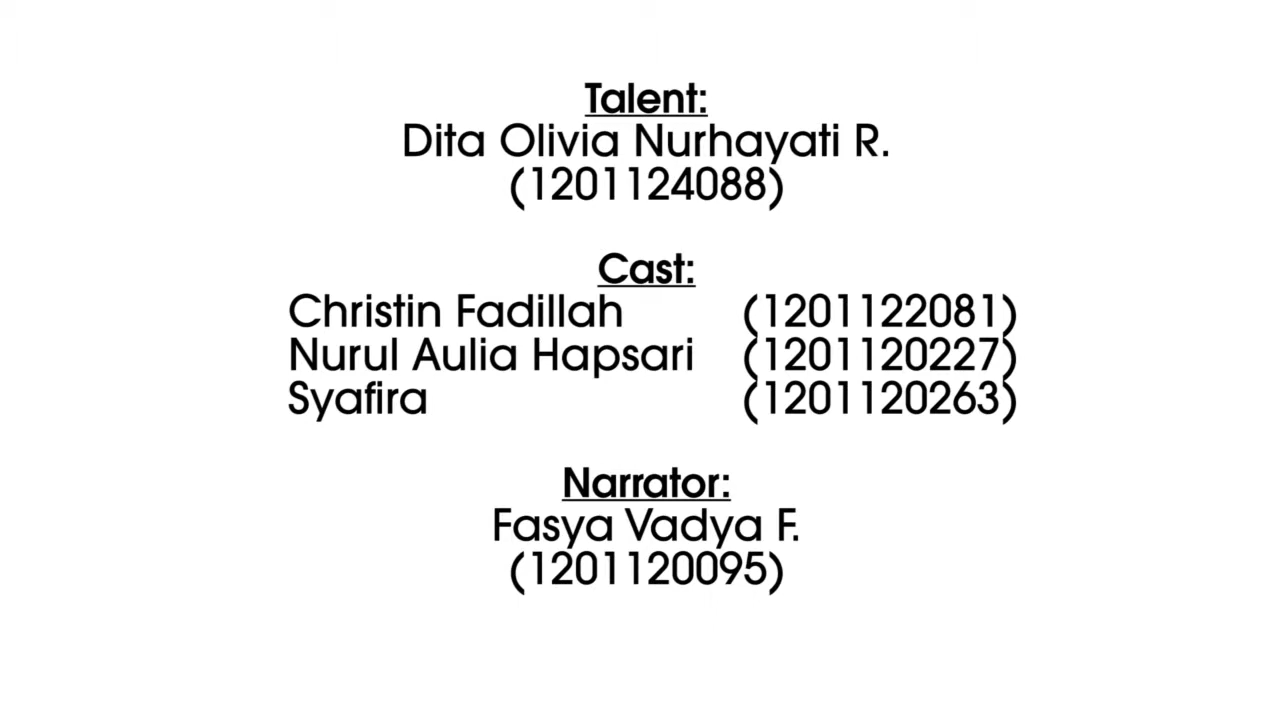 Talent:
Dita Olivia Nurhayati R.
(1201124088)
Cast:
Christin Fadillah (1201122081)
Nurul Aulia Hapsari (1201120227)
Syafira (1201120263)
Narrator:
Fasya Vadya F.
(1201120095)